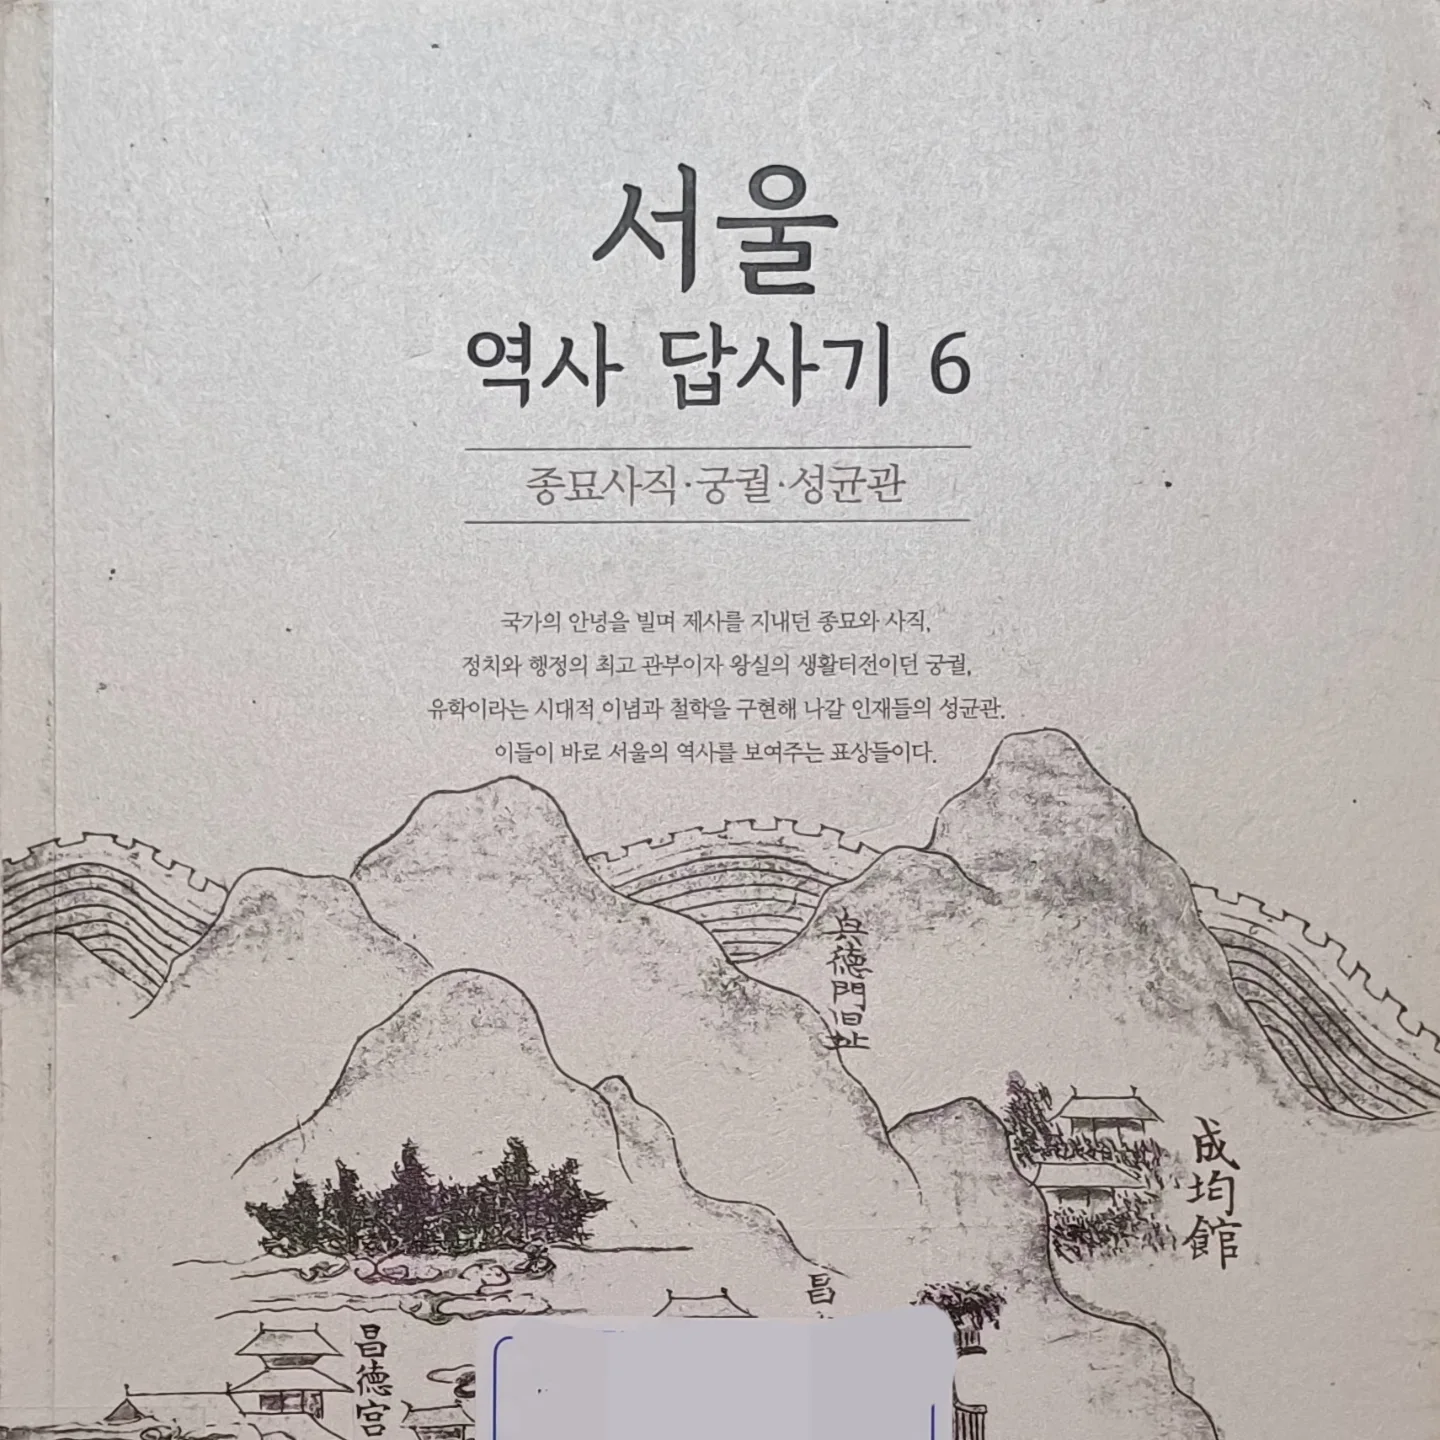 서울
역사 답사기 6
종묘사직·궁궐·성균관
국가의 안녕을 빌며 제사를 지내던 종묘와 사직,
정치와 행정의 최고 관부이자 왕실의 생활터전이던 궁궐,
유학이라는 시대적 이념과 철학을 구현해 나갈 인재들의 성균관.
이들이 바로 서울의 역사를 보여주는 표상들이다.
德門旧址
成均館
昌
昌德宮